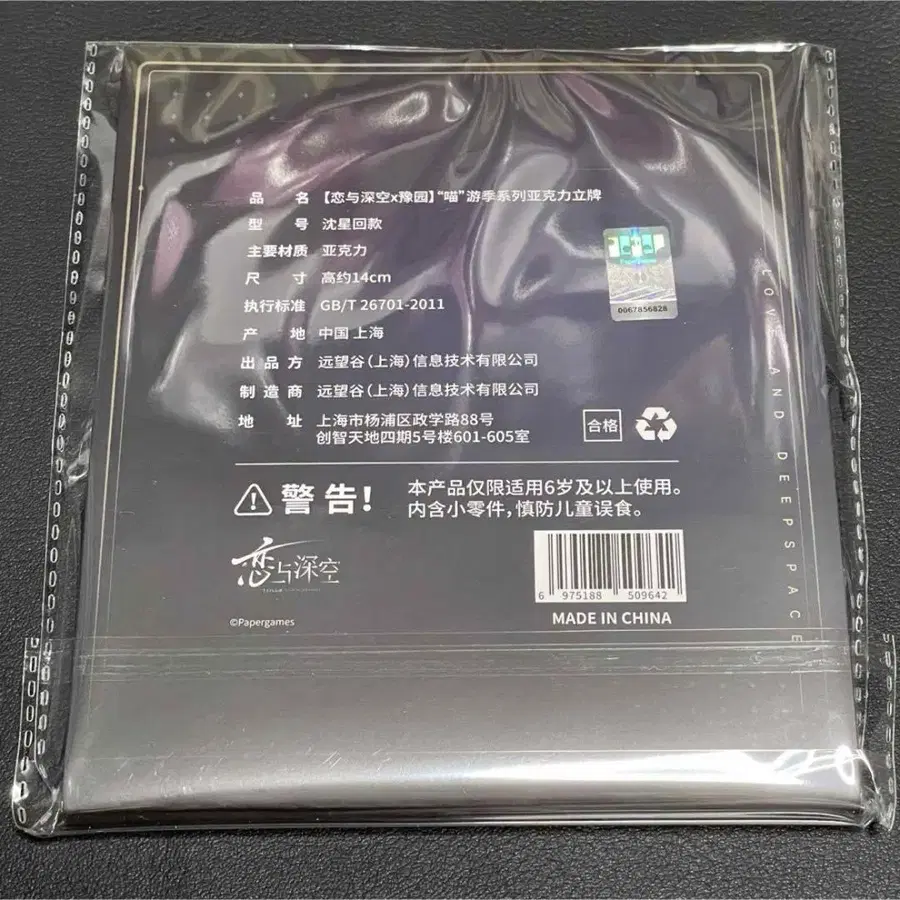 品名 【恋与深空x豫园】“喵”游季系列亚克力立牌
型号 沈星回款
主要材质 亚克力
尺寸 高约14cm
执行标准 GB/T 26701-2011
产地 中国 上海
出品方 远望谷(上海)信息技术有限公司
制造商 远望谷(上海)信息技术有限公司
地址 上海市杨浦区政学路88号
创智天地四期5号楼601-605室
0067856828
合格
LOVE AND DEEPSPACE
警告!
本产品仅限适用6岁及以上使用。
内含小零件,慎防儿童误食。
恋与深空
©Papergames
6 975188 509642
MADE IN CHINA